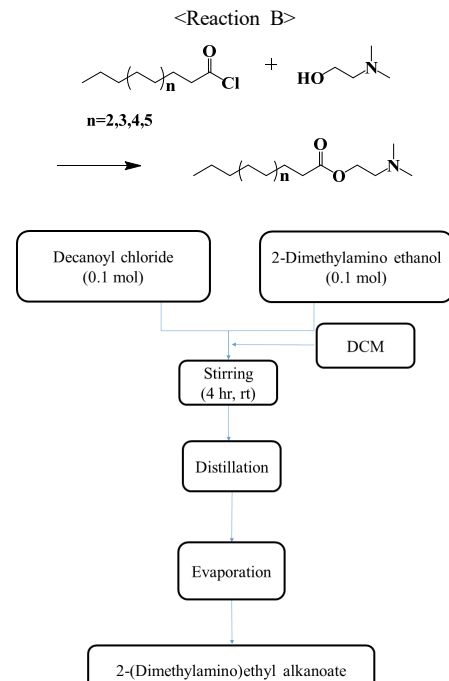 <Reaction B>
O
n
Cl
+
HO
N
n=2,3,4,5
O
n
O
N
Decanoyl chloride
(0.1 mol)
2-Dimethylamino ethanol
(0.1 mol)
DCM
Stirring
(4 hr, rt)
Distillation
Evaporation
2-(Dimethylamino)ethyl alkanoate